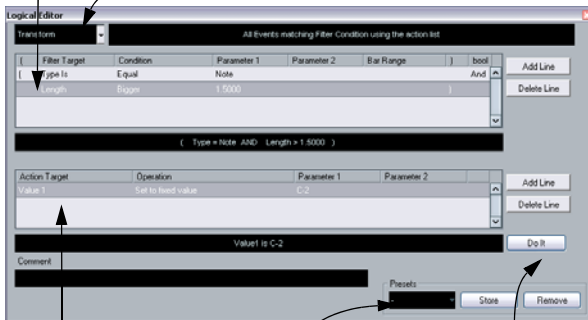 Logical Editor
Transform
All Events matching Filter Condition using the action list
( Filter Target Condition Parameter 1 Parameter 2 Bar Range ) bool
( Type Is Equal Note And
Length Bigger 1.5000 )
Add Line
Delete Line
( Type = Note AND Length > 1.5000 )
Action Target Operation Parameter 1 Parameter 2
Value 1 Set to fixed value C-2
Add Line
Delete Line
Value1 is C-2
Do It
Comment
Presets
-
Store
Remove